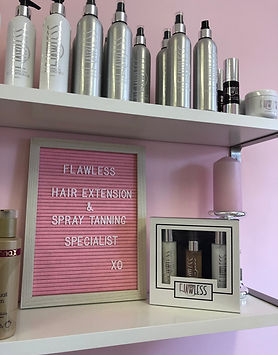 FLAWLESS
HAIR EXTENSION
&
SPRAY TANNING
SPECIALIST
XO
FLAWLESS